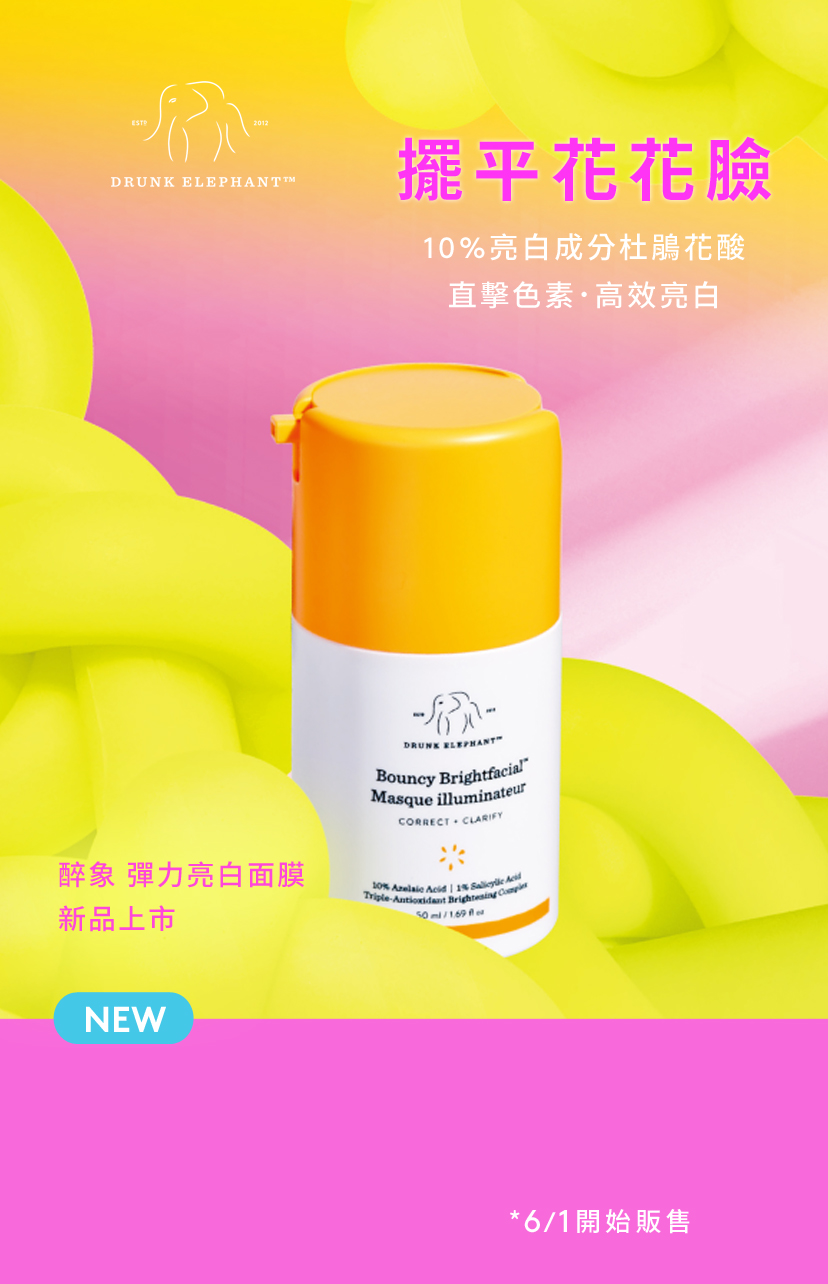 ESTD 2012
DRUNK ELEPHANT™
擺平花花臉
10%亮白成分杜鵑花酸
直擊色素·高效亮白
DRUNK ELEPHANT™
Bouncy Brightfacial™
Masque illuminateur
CORRECT + CLARIFY
10% Azelaic Acid | 1% Salicylic Acid
Triple-Antioxidant Brightening Complex
50 ml / 1.69 fl oz
醉象 彈力亮白面膜
新品上市
NEW
*6/1開始販售